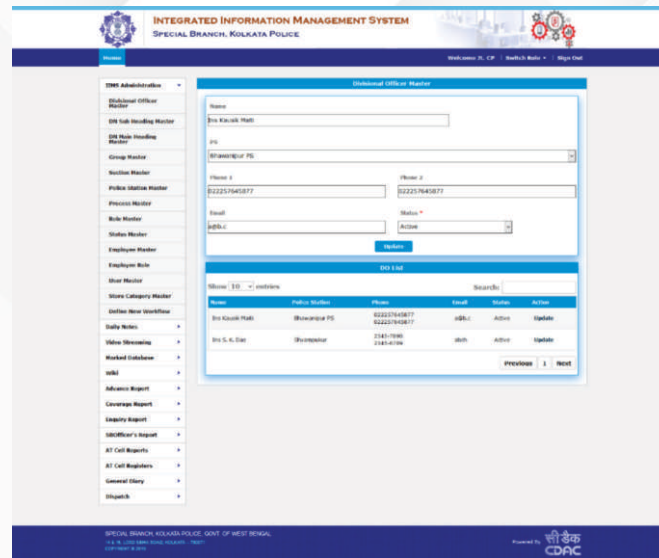 INTEGRATED INFORMATION MANAGEMENT SYSTEM
SPECIAL BRANCH, KOLKATA POLICE
Home
Welcome Jt. CP | Switch Role | Sign Out
IIMS Administration
Divisional Officer
Master
DN Sub Heading Master
DN Main Heading
Master
Group Master
Section Master
Police Station Master
Process Master
Role Master
Status Master
Employee Master
Employee Role
User Master
Store Category Master
Define New Workflow
Daily Notes
Video Streaming
Marked Database
Wiki
Advance Report
Coverage Report
Enquiry Report
SBOfficer's Report
AT Cell Reports
AT Cell Registers
General Diary
Dispatch
Divisional Officer Master
Name
Ins Kausik Maiti
PS
Bhawanipur PS
Phone 1
Phone 2
022257645877
022257645877
Email
Status *
a@b.c
Active
Update
DO List
Show 10 entries
Search:
Name Police Station Phone Email Status Action
Ins Kausik Maiti Bhawanipur PS 022257645877 a@b.c Active Update
022257645877
Ins S. K. Das Active Update
Previous 1 Next
SPECIAL BRANCH, KOLKATA POLICE, GOVT. OF WEST BENGAL
Powered By
सी डैक
CDAC